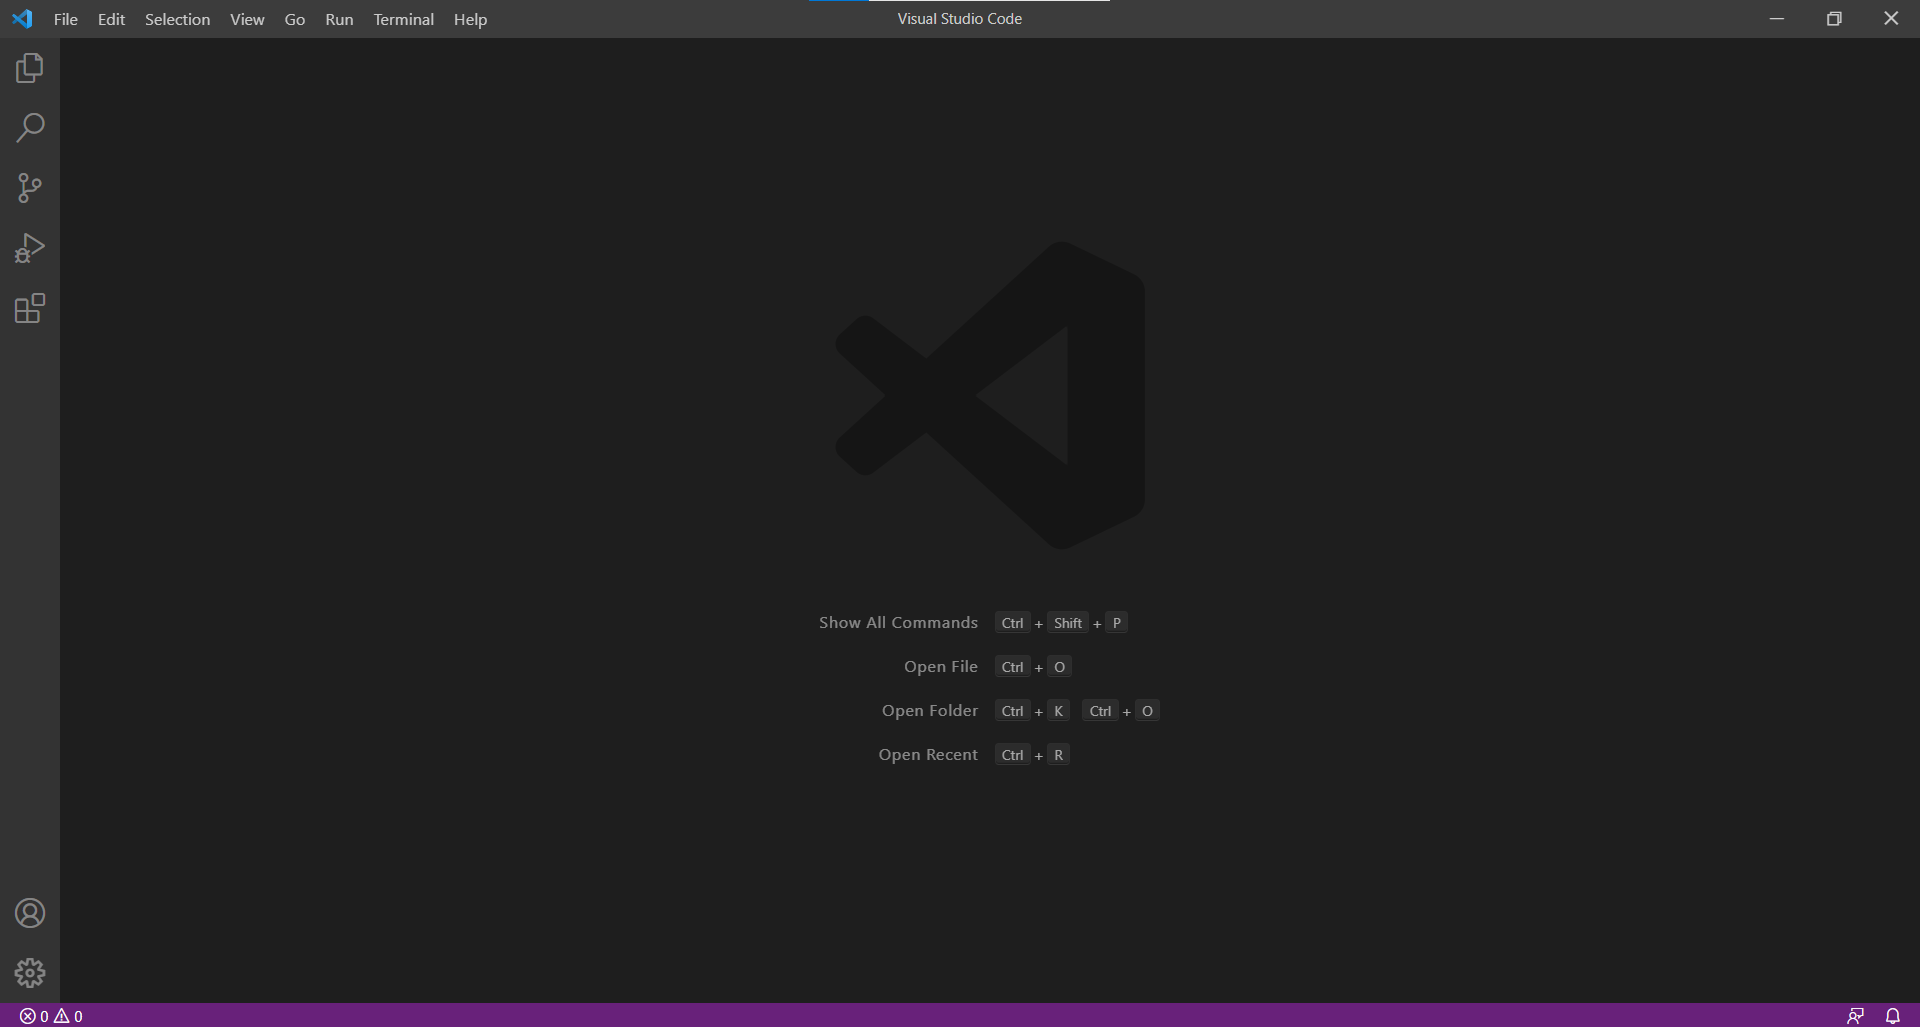 File Edit Selection View Go Run Terminal Help Visual Studio Code
Show All Commands Ctrl + Shift + P
Open File Ctrl + O
Open Folder Ctrl + K Ctrl + O
Open Recent Ctrl + R
0 0